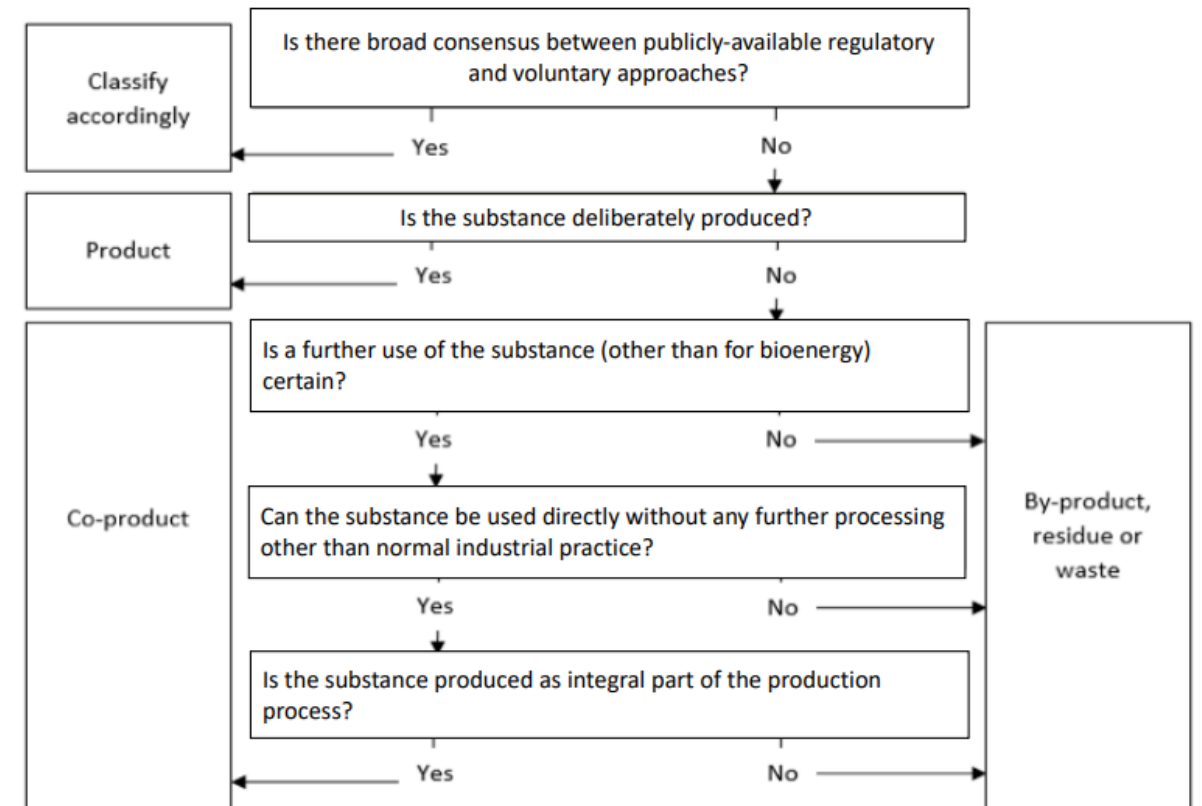 Is there broad consensus between publicly-available regulatory
and voluntary approaches?
Classify
accordingly
Yes
No
Is the substance deliberately produced?
Product
Yes
No
Is a further use of the substance (other than for bioenergy)
certain?
Yes
No
Co-product
Can the substance be used directly without any further processing
other than normal industrial practice?
By-product,
residue or
waste
Yes
No
Is the substance produced as integral part of the production
process?
Yes
No